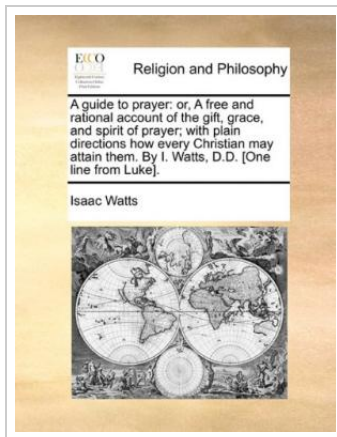 ECCO
Religion and Philosophy
A guide to prayer: or, A free and
rational account of the gift, grace,
and spirit of prayer; with plain
directions how every Christian may
attain them. By I. Watts, D.D. [One
line from Luke].
Isaac Watts